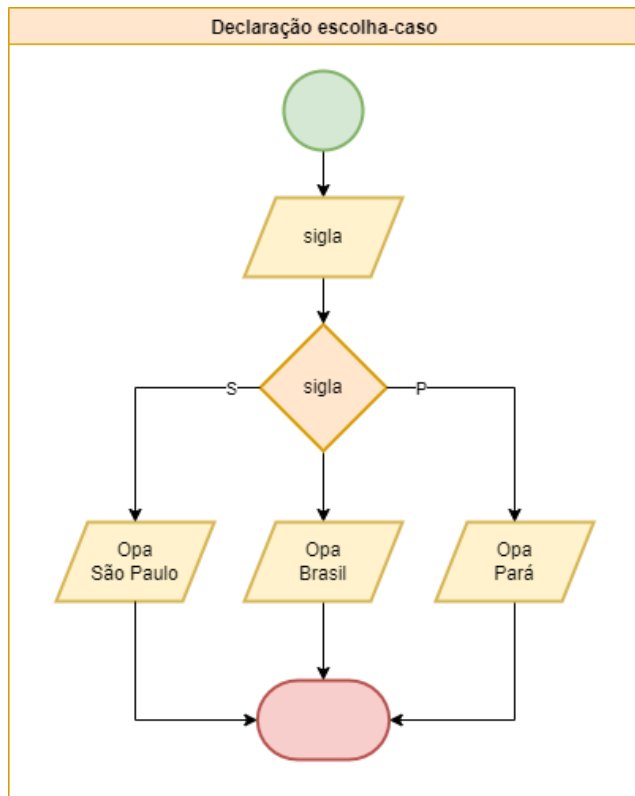 Declaração escolha-caso
sigla
sigla
S
P
Opa
São Paulo
Opa
Brasil
Opa
Pará